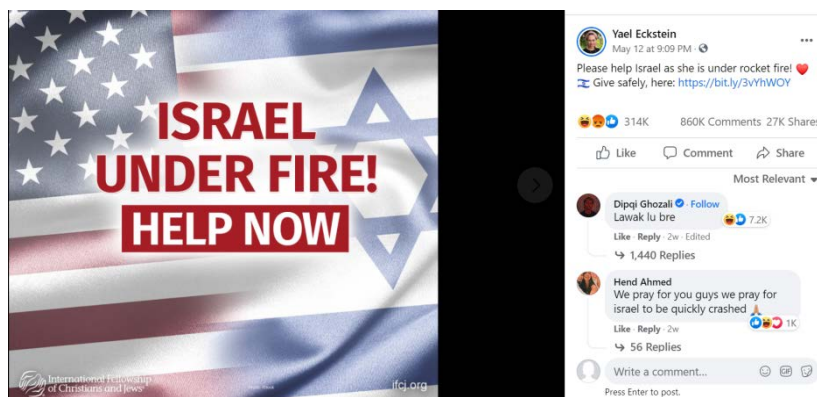 ISRAEL
UNDER FIRE!
HELP NOW
International Fellowship
of Christians and Jews®
ifcj.org
Yael Eckstein
May 12 at 9:09 PM ·
Please help Israel as she is under rocket fire! ❤️
🇮🇱 Give safely, here: https://bit.ly/3vYhWOY
314K 860K Comments 27K Shares
Like Comment Share
Most Relevant
Dipqi Ghozali · Follow
Lawak lu bre
7.2K
Like · Reply · 2w · Edited
1,440 Replies
Hend Ahmed
We pray for you guys we pray for
israel to be quickly crashed 🙏
1K
Like · Reply · 2w
56 Replies
Write a comment...
GIF
Press Enter to post.